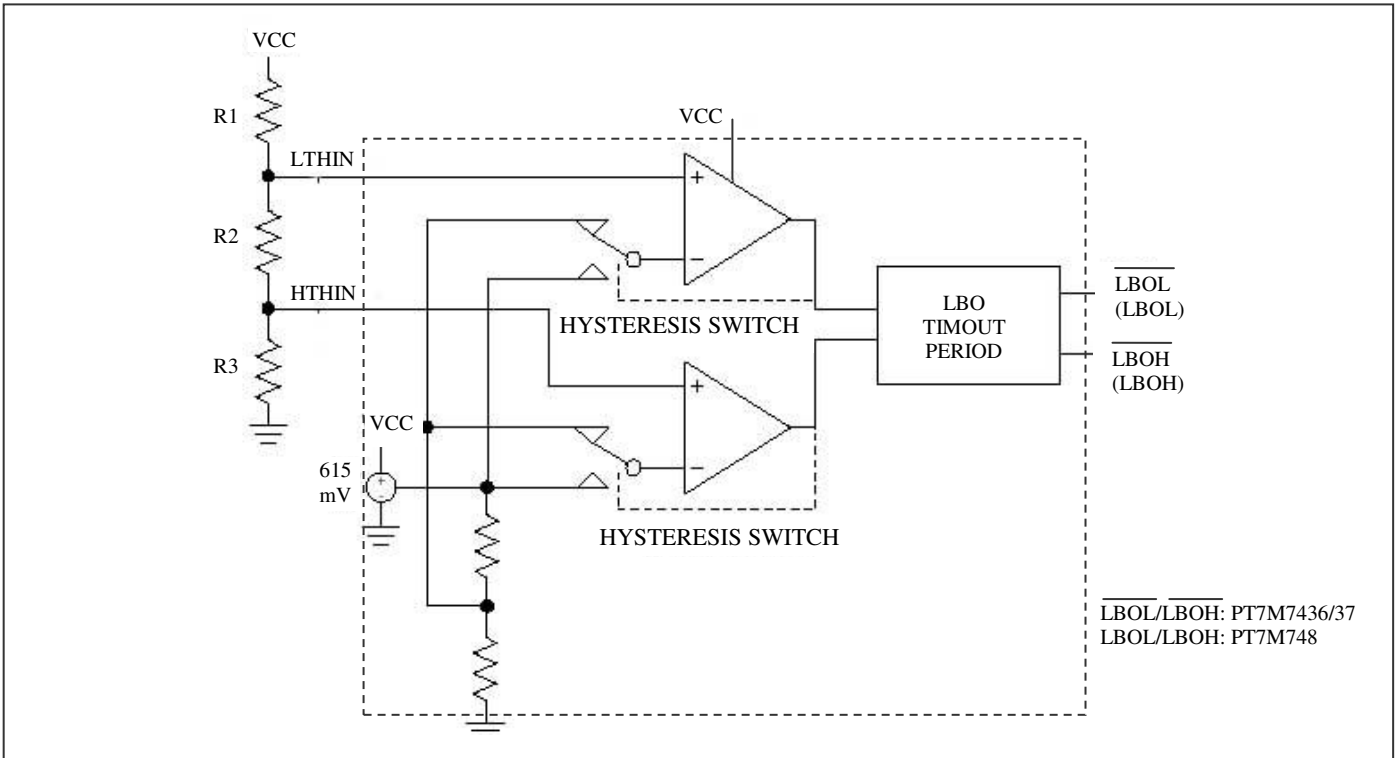 VCC
R1
VCC
LTHIN
+
R2
−
HTHIN
HYSTERESIS SWITCH
LBO
TIMOUT
PERIOD
LBOL
(LBOL)
LBOH
(LBOH)
R3
+
VCC
−
615
mV
+
-
HYSTERESIS SWITCH
LBOL/LBOH: PT7M7436/37
LBOL/LBOH: PT7M748